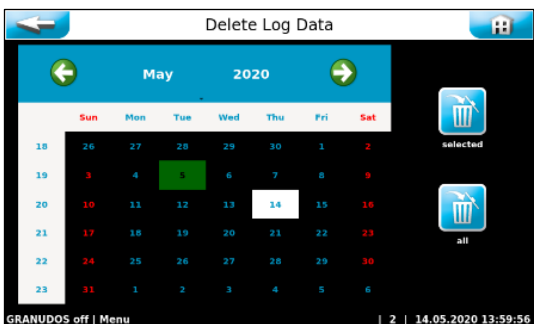 Delete Log Data
May 2020
Sun Mon Tue Wed Thu Fri Sat
18 26 27 28 29 30 1 2
selected
19 3 4 5 6 7 8 9
20 10 11 12 13 14 15 16
21 17 18 19 20 21 22 23
all
22 24 25 26 27 28 29 30
23 31 1 2 3 4 5 6
GRANUDOS off | Menu | 2 | 14.05.2020 13:59:56